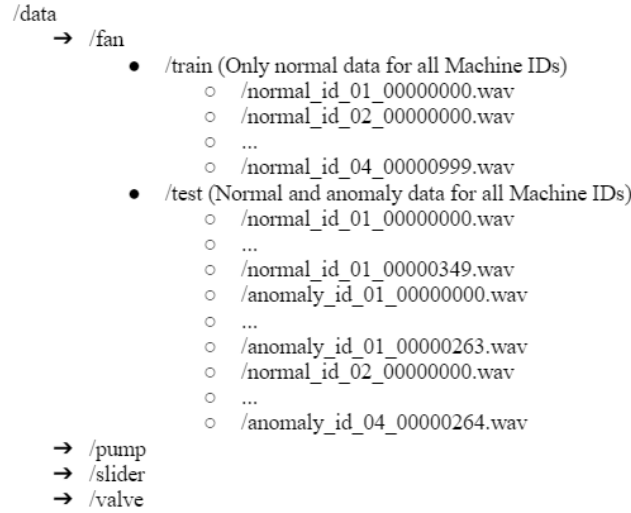 /data
➔ /fan
● /train (Only normal data for all Machine IDs)
○ /normal_id_01_00000000.wav
○ /normal_id_02_00000000.wav
○ ...
○ /normal_id_04_00000999.wav
● /test (Normal and anomaly data for all Machine IDs)
○ /normal_id_01_00000000.wav
○ ...
○ /normal_id_01_00000349.wav
○ /anomaly_id_01_00000000.wav
○ ...
○ /anomaly_id_01_00000263.wav
○ /normal_id_02_00000000.wav
○ ...
○ /anomaly_id_04_00000264.wav
➔ /pump
➔ /slider
➔ /valve